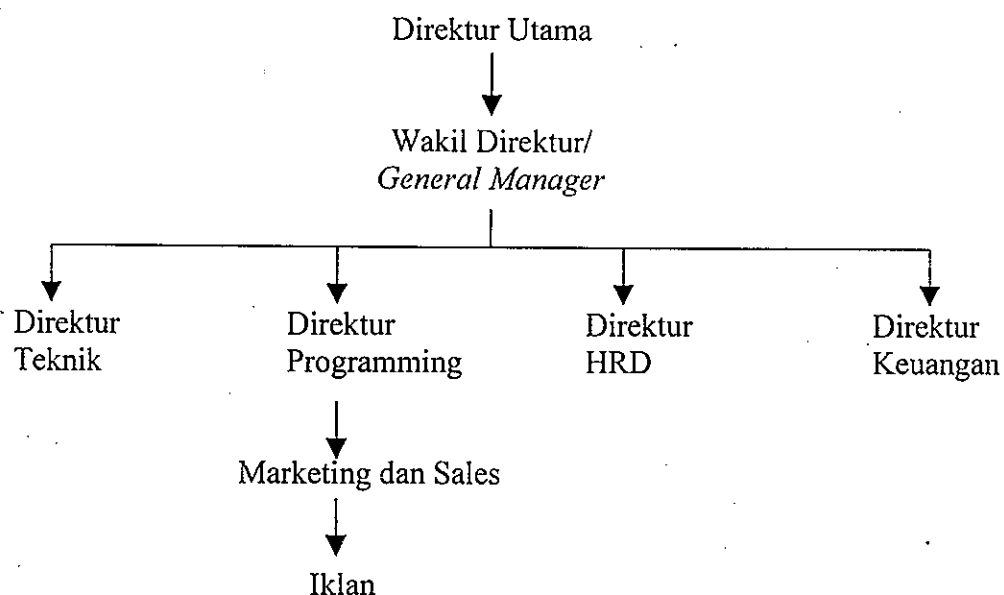 Direktur Utama
Wakil Direktur/
General Manager
Direktur
Teknik
Direktur
Programming
Direktur
HRD
Direktur
Keuangan
Marketing dan Sales
Iklan